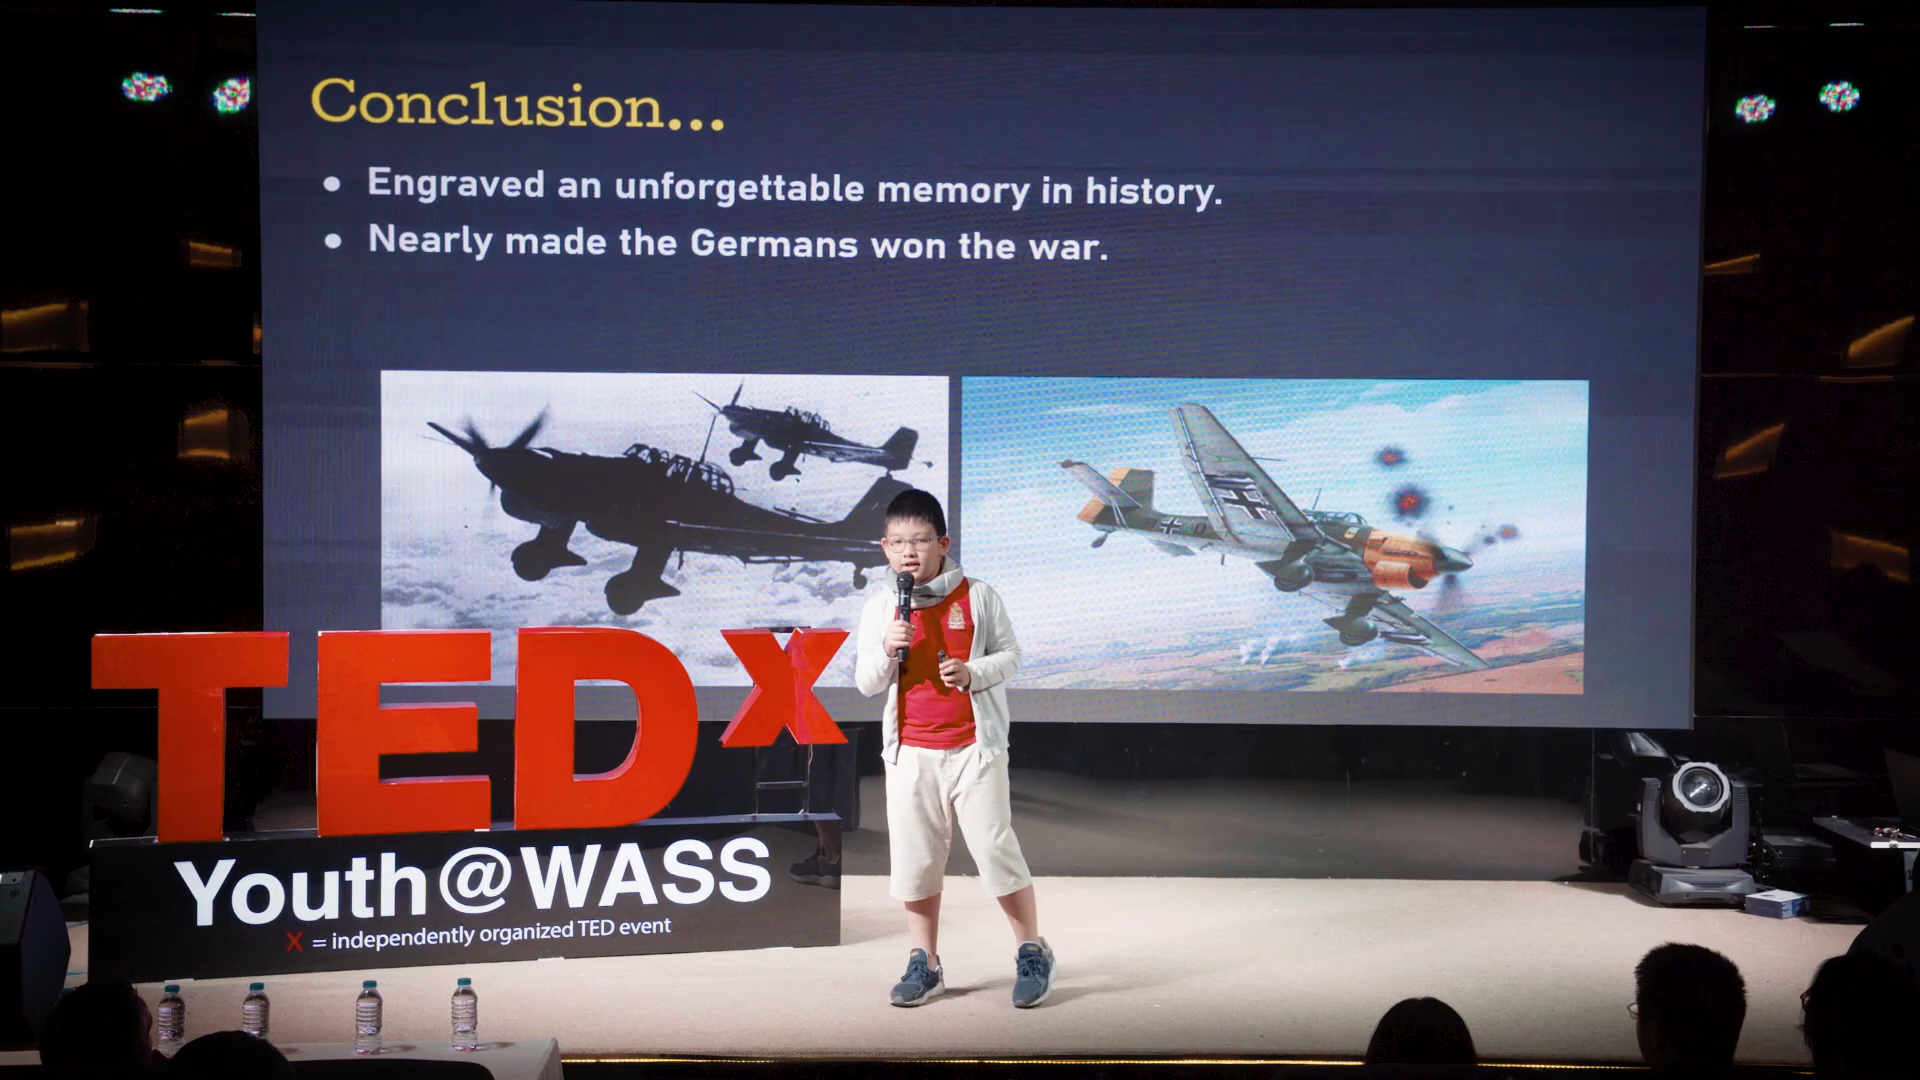 Conclusion...
• Engraved an unforgettable memory in history.
• Nearly made the Germans won the war.
TEDx
Youth@WASS
X = independently organized TED event